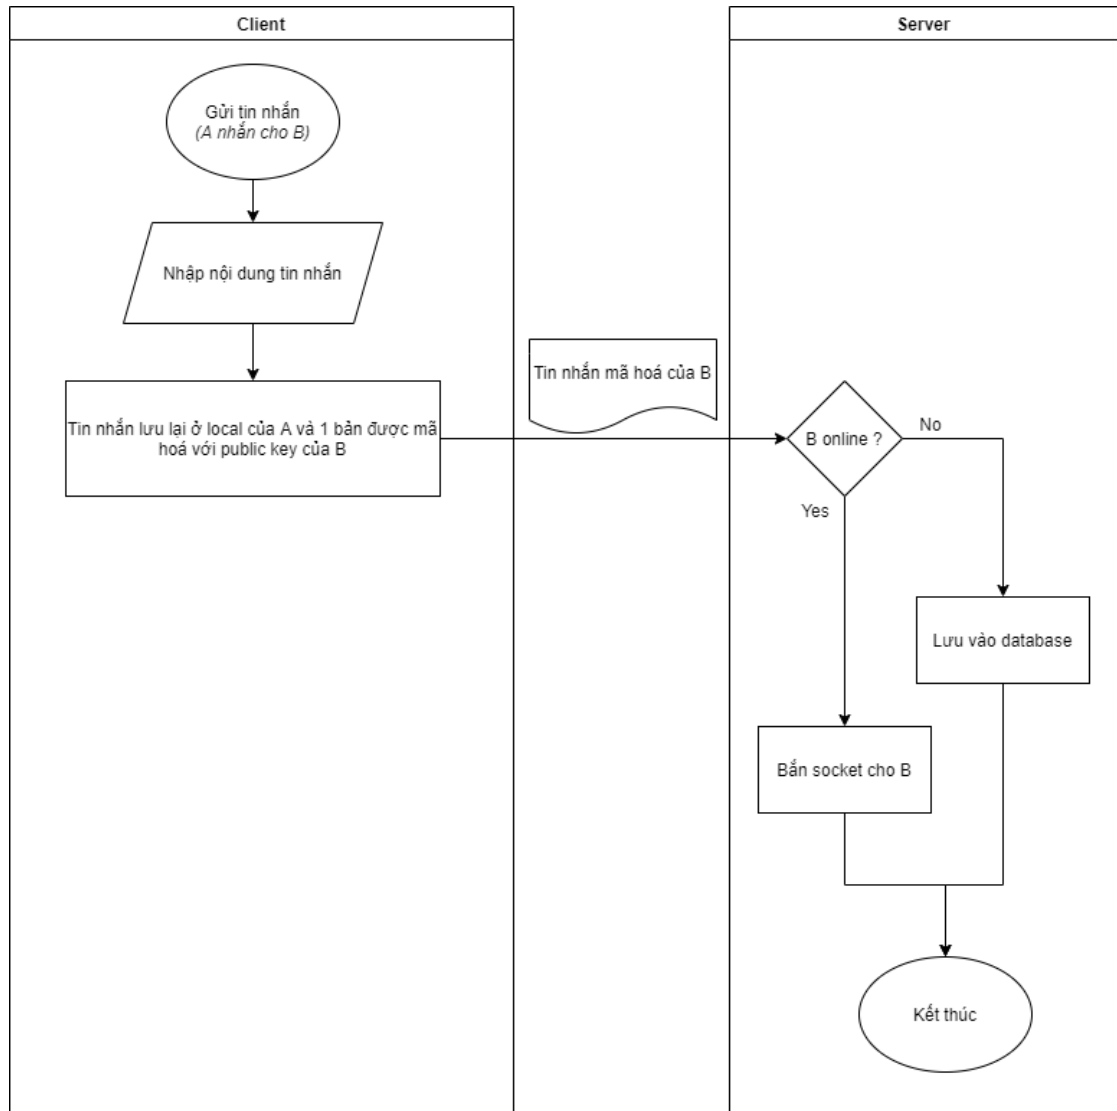 Client
Server
Gửi tin nhắn
(A nhắn cho B)
Nhập nội dung tin nhắn
Tin nhắn mã hoá của B
Tin nhắn lưu lại ở local của A và 1 bản được mã
hoá với public key của B
B online ?
No
Yes
Lưu vào database
Bắn socket cho B
Kết thúc